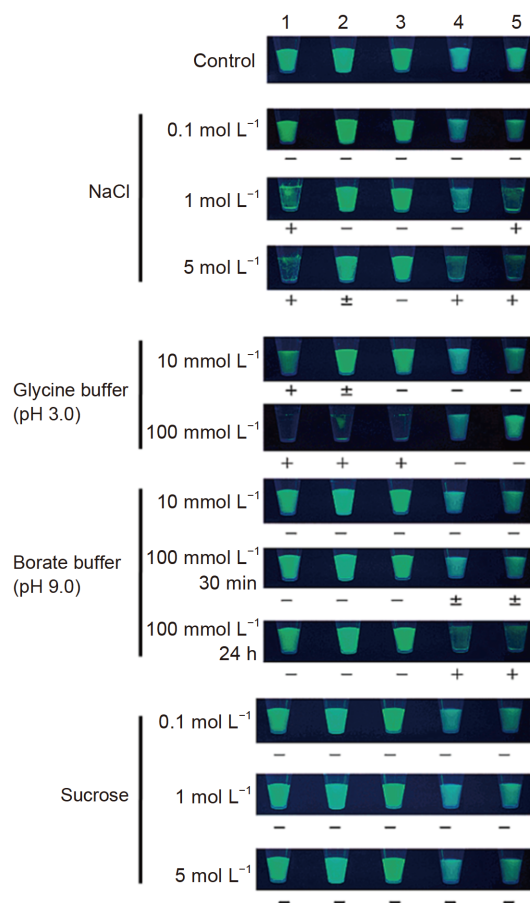 1 2 3 4 5
Control
NaCl
0.1 mol L⁻¹
− − − − −
1 mol L⁻¹
+ − − − +
5 mol L⁻¹
+ ± − + +
Glycine buffer
(pH 3.0)
10 mmol L⁻¹
+ ± − − −
100 mmol L⁻¹
+ + + − −
Borate buffer
(pH 9.0)
10 mmol L⁻¹
− − − − −
100 mmol L⁻¹
30 min
− − − ± ±
100 mmol L⁻¹
24 h
− − − + +
Sucrose
0.1 mol L⁻¹
− − − − −
1 mol L⁻¹
− − − − −
5 mol L⁻¹
− − − − −